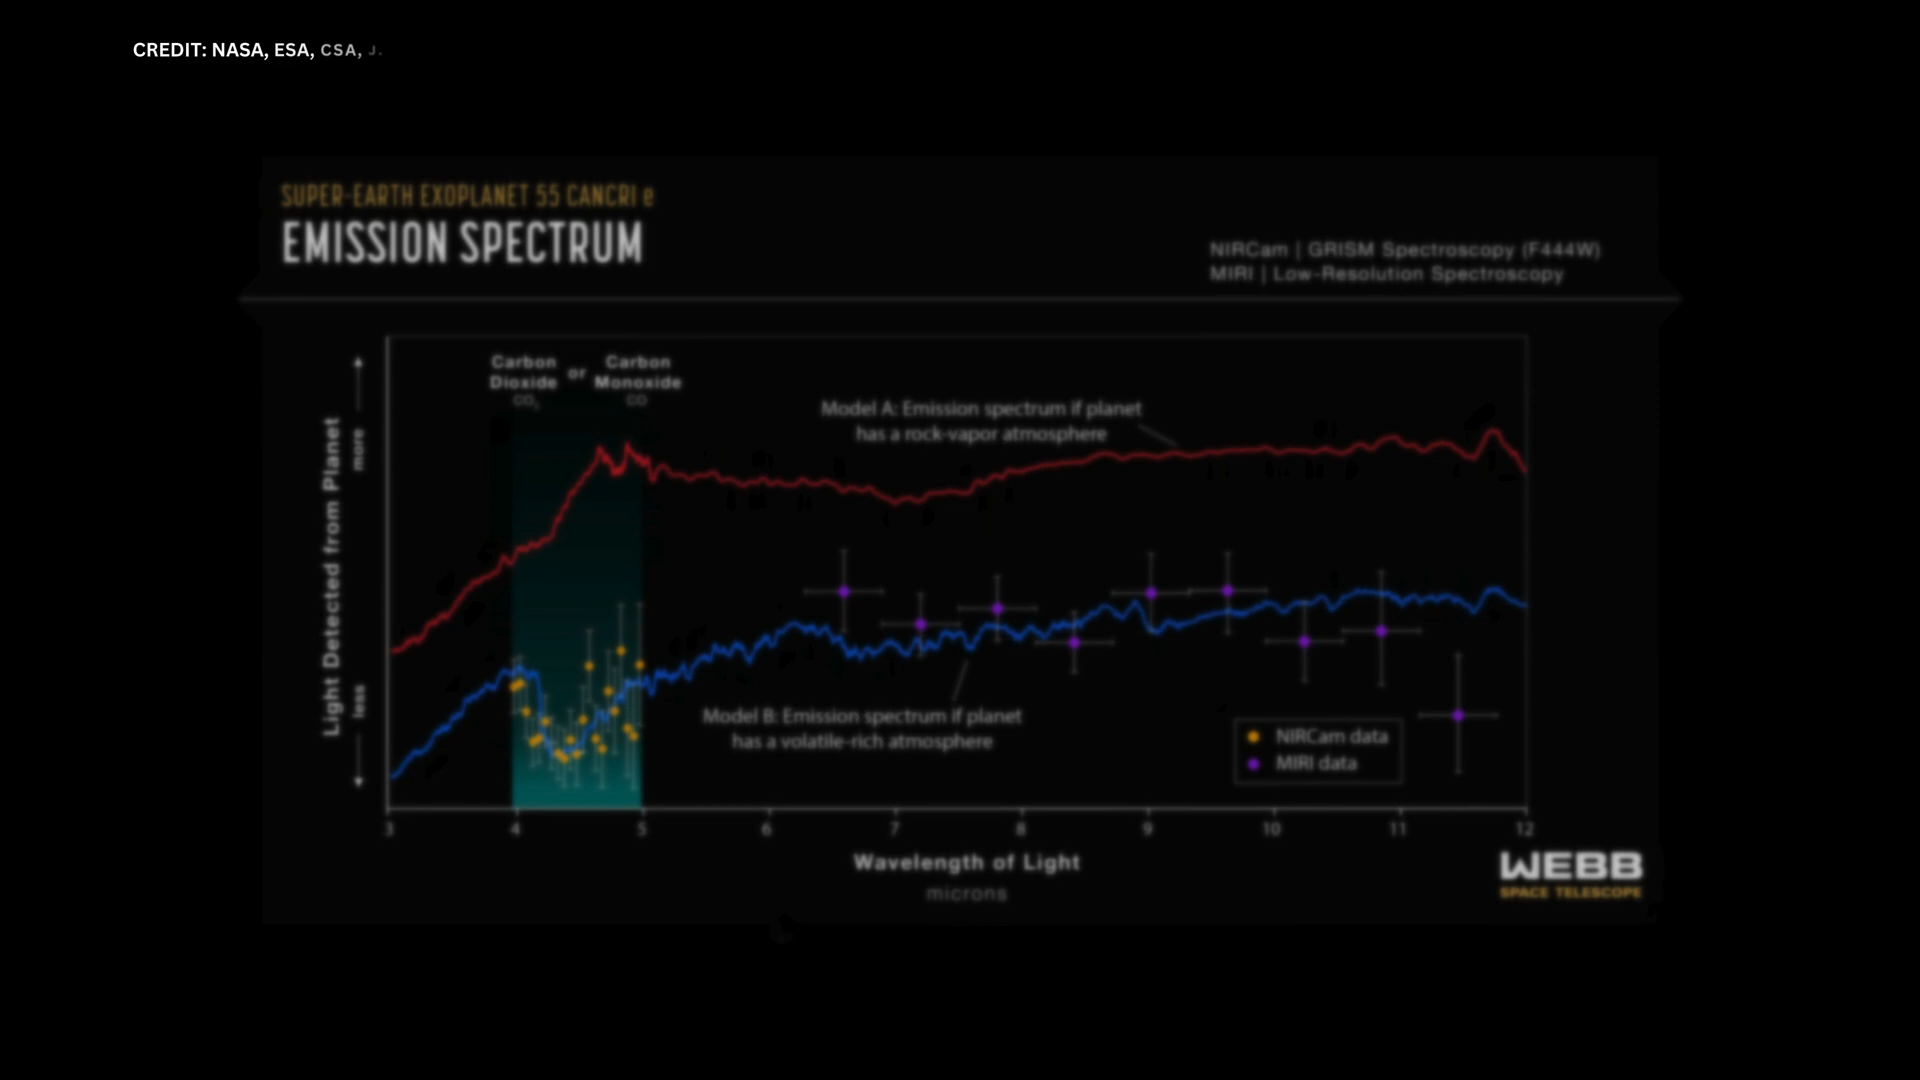 CREDIT: NASA, ESA, CSA, J.
SUPER-EARTH EXOPLANET 55 CANCRI e
EMISSION SPECTRUM
NIRCam | GRISM Spectroscopy (F444W)
MIRI | Low-Resolution Spectroscopy
Carbon Dioxide CO₂ or Carbon Monoxide CO
Model A: Emission spectrum if planet
has a rock-vapor atmosphere
Light Detected from Planet
more
less
Model B: Emission spectrum if planet
has a volatile-rich atmosphere
NIRCam data
MIRI data
3 4 5 6 7 8 9 10 11 12
Wavelength of Light
microns
WEBB
SPACE TELESCOPE